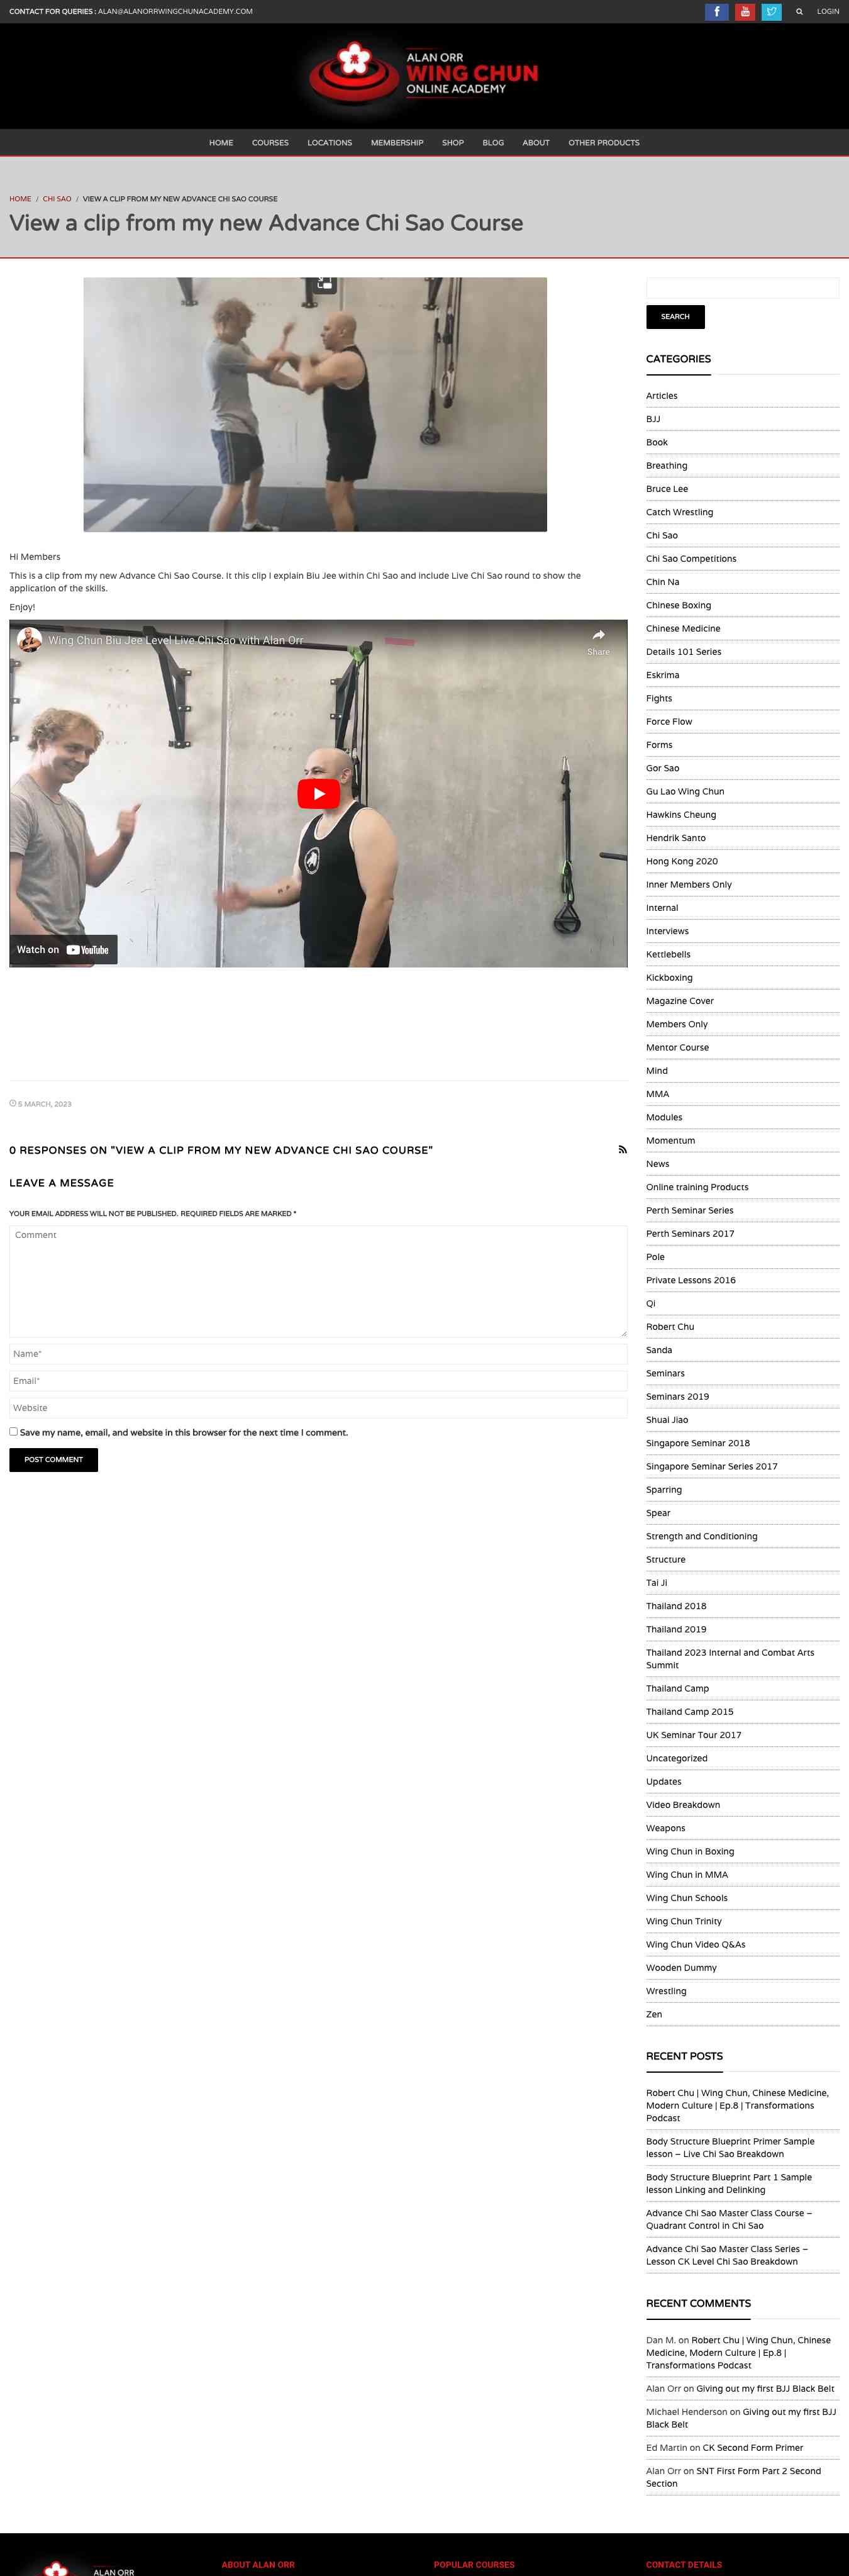 CONTACT FOR QUERIES : ALAN@ALANORRWINGCHUNACADEMY.COM
LOGIN
ALAN ORR
WING CHUN
ONLINE ACADEMY
HOME COURSES LOCATIONS MEMBERSHIP SHOP BLOG ABOUT OTHER PRODUCTS
HOME / CHI SAO / VIEW A CLIP FROM MY NEW ADVANCE CHI SAO COURSE
View a clip from my new Advance Chi Sao Course
Hi Members
This is a clip from my new Advance Chi Sao Course. It this clip I explain Biu Jee within Chi Sao and include Live Chi Sao round to show the
application of the skills.
Enjoy!
Wing Chun Biu Jee Level Live Chi Sao with Alan Orr
Share
Watch on YouTube
5 MARCH, 2023
0 RESPONSES ON "VIEW A CLIP FROM MY NEW ADVANCE CHI SAO COURSE"
LEAVE A MESSAGE
YOUR EMAIL ADDRESS WILL NOT BE PUBLISHED. REQUIRED FIELDS ARE MARKED *
Comment
Name*
Email*
Website
Save my name, email, and website in this browser for the next time I comment.
POST COMMENT
SEARCH
CATEGORIES
Articles
BJJ
Book
Breathing
Bruce Lee
Catch Wrestling
Chi Sao
Chi Sao Competitions
Chin Na
Chinese Boxing
Chinese Medicine
Details 101 Series
Eskrima
Fights
Force Flow
Forms
Gor Sao
Gu Lao Wing Chun
Hawkins Cheung
Hendrik Santo
Hong Kong 2020
Inner Members Only
Internal
Interviews
Kettlebells
Kickboxing
Magazine Cover
Members Only
Mentor Course
Mind
MMA
Modules
Momentum
News
Online training Products
Perth Seminar Series
Perth Seminars 2017
Pole
Private Lessons 2016
Qi
Robert Chu
Sanda
Seminars
Seminars 2019
Shuai Jiao
Singapore Seminar 2018
Singapore Seminar Series 2017
Sparring
Spear
Strength and Conditioning
Structure
Tai Ji
Thailand 2018
Thailand 2019
Thailand 2023 Internal and Combat Arts
Summit
Thailand Camp
Thailand Camp 2015
UK Seminar Tour 2017
Uncategorized
Updates
Video Breakdown
Weapons
Wing Chun in Boxing
Wing Chun in MMA
Wing Chun Schools
Wing Chun Trinity
Wing Chun Video Q&As
Wooden Dummy
Wrestling
Zen
RECENT POSTS
Robert Chu | Wing Chun, Chinese Medicine,
Modern Culture | Ep.8 | Transformations
Podcast
Body Structure Blueprint Primer Sample
lesson – Live Chi Sao Breakdown
Body Structure Blueprint Part 1 Sample
lesson Linking and Delinking
Advance Chi Sao Master Class Course –
Quadrant Control in Chi Sao
Advance Chi Sao Master Class Series –
Lesson CK Level Chi Sao Breakdown
RECENT COMMENTS
Dan M. on Robert Chu | Wing Chun, Chinese
Medicine, Modern Culture | Ep.8 |
Transformations Podcast
Alan Orr on Giving out my first BJJ Black Belt
Michael Henderson on Giving out my first BJJ
Black Belt
Ed Martin on CK Second Form Primer
Alan Orr on SNT First Form Part 2 Second
Section
ALAN ORR
ABOUT ALAN ORR
POPULAR COURSES
CONTACT DETAILS